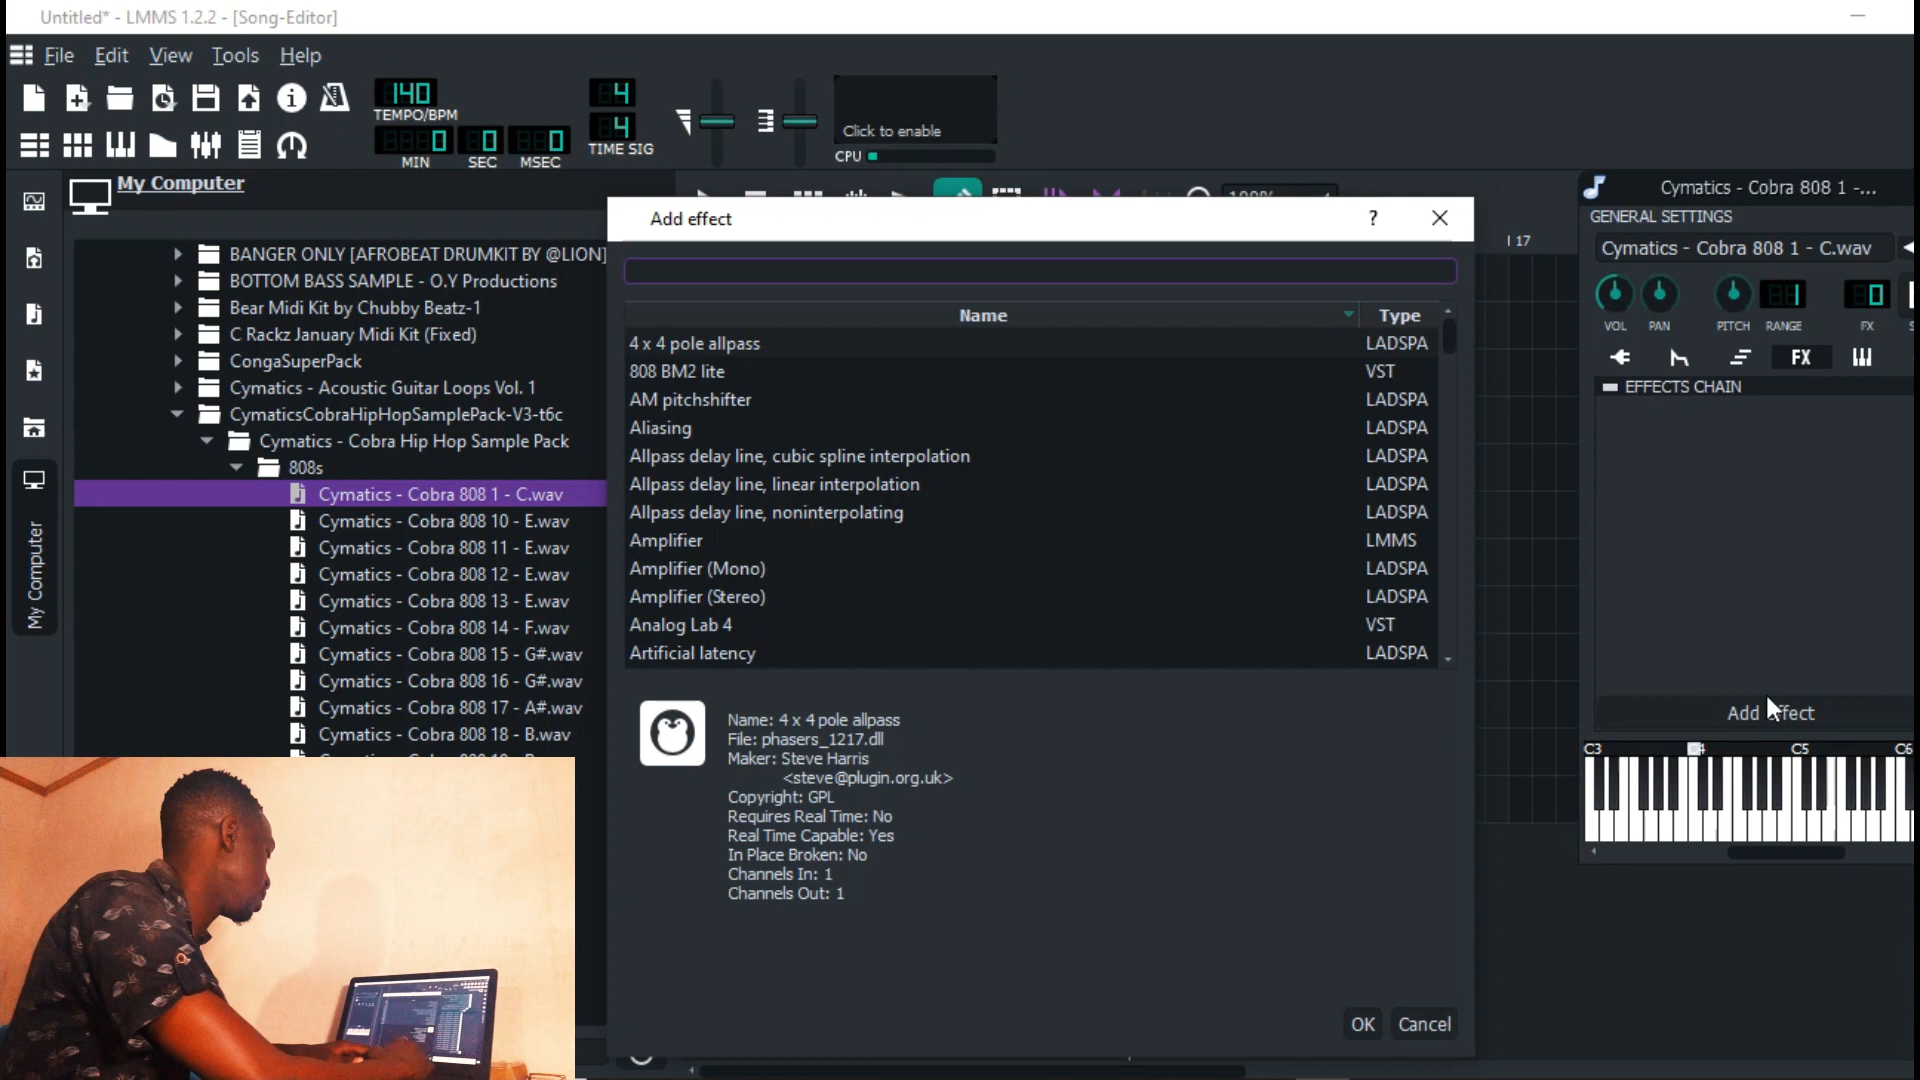 Untitled* - LMMS 1.2.2 - [Song-Editor]
File Edit View Tools Help
140
TEMPO/BPM
4
4
TIME SIG
0 0 0
MIN SEC MSEC
Click to enable
CPU
My Computer
My Computer
BANGER ONLY [AFROBEAT DRUMKIT BY @LION]
BOTTOM BASS SAMPLE - O.Y Productions
Bear Midi Kit by Chubby Beatz-1
C Rackz January Midi Kit (Fixed)
CongaSuperPack
Cymatics - Acoustic Guitar Loops Vol. 1
CymaticsCobraHipHopSamplePack-V3-t6c
Cymatics - Cobra Hip Hop Sample Pack
808s
Cymatics - Cobra 808 1 - C.wav
Cymatics - Cobra 808 10 - E.wav
Cymatics - Cobra 808 11 - E.wav
Cymatics - Cobra 808 12 - E.wav
Cymatics - Cobra 808 13 - E.wav
Cymatics - Cobra 808 14 - F.wav
Cymatics - Cobra 808 15 - G#.wav
Cymatics - Cobra 808 16 - G#.wav
Cymatics - Cobra 808 17 - A#.wav
Cymatics - Cobra 808 18 - B.wav
Add effect
?
Name Type
4 x 4 pole allpass LADSPA
808 BM2 lite VST
AM pitchshifter LADSPA
Aliasing LADSPA
Allpass delay line, cubic spline interpolation LADSPA
Allpass delay line, linear interpolation LADSPA
Allpass delay line, noninterpolating LADSPA
Amplifier LMMS
Amplifier (Mono) LADSPA
Amplifier (Stereo) LADSPA
Analog Lab 4 VST
Artificial latency LADSPA
Name: 4 x 4 pole allpass
File: phasers_1217.dll
Maker: Steve Harris
<steve@plugin.org.uk>
Copyright: GPL
Requires Real Time: No
Real Time Capable: Yes
In Place Broken: No
Channels In: 1
Channels Out: 1
OK Cancel
17
Cymatics - Cobra 808 1 -...
GENERAL SETTINGS
Cymatics - Cobra 808 1 - C.wav
1 0
VOL PAN PITCH RANGE FX
FX
EFFECTS CHAIN
Add effect
C3 C5 C6